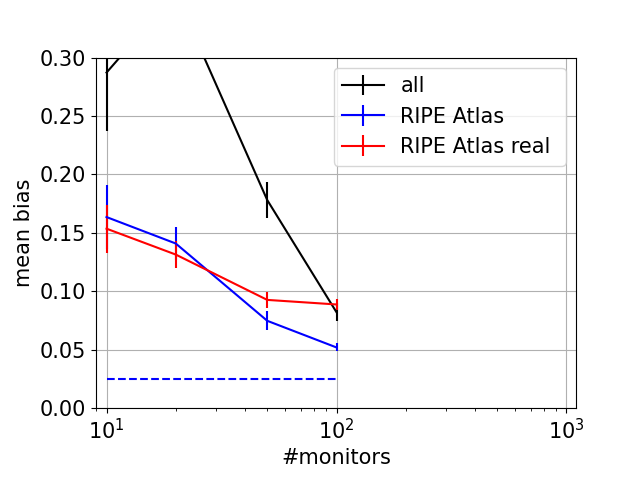 0.30
0.25
0.20
0.15
0.10
0.05
0.00
mean bias
all
RIPE Atlas
RIPE Atlas real
10¹ 10² 10³
#monitors